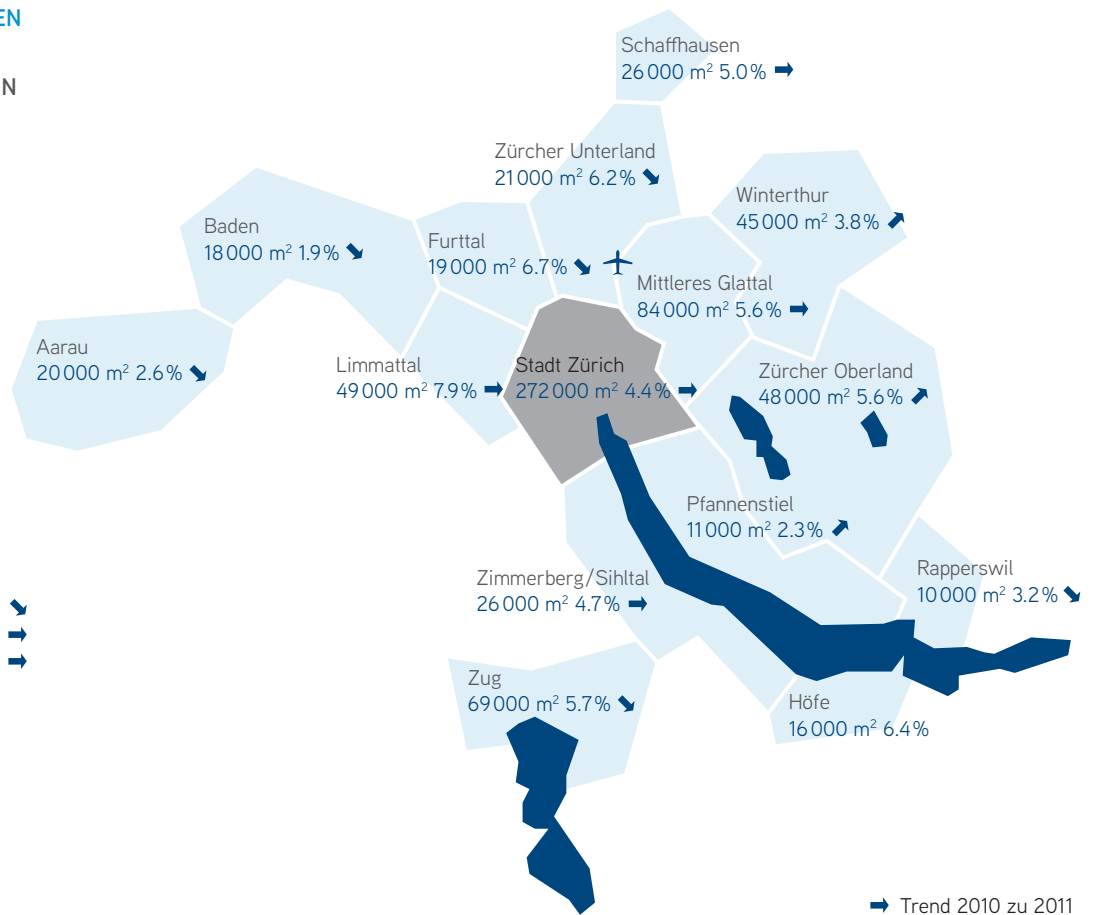 EN
N
Schaffhausen
26 000 m² 5.0% ➡
Zürcher Unterland
21 000 m² 6.2% ⬊
Winterthur
45 000 m² 3.8% ⬈
Baden
18 000 m² 1.9% ⬊
Furttal
19 000 m² 6.7% ⬊
Mittleres Glattal
84 000 m² 5.6% ➡
Aarau
20 000 m² 2.6% ⬊
Limmattal
49 000 m² 7.9% ➡
Stadt Zürich
272 000 m² 4.4% ➡
Zürcher Oberland
48 000 m² 5.6% ⬈
Pfannenstiel
11 000 m² 2.3% ⬈
Zimmerberg/Sihltal
26 000 m² 4.7% ➡
Rapperswil
10 000 m² 3.2% ⬊
Zug
69 000 m² 5.7% ⬊
Höfe
16 000 m² 6.4%
➡ Trend 2010 zu 2011